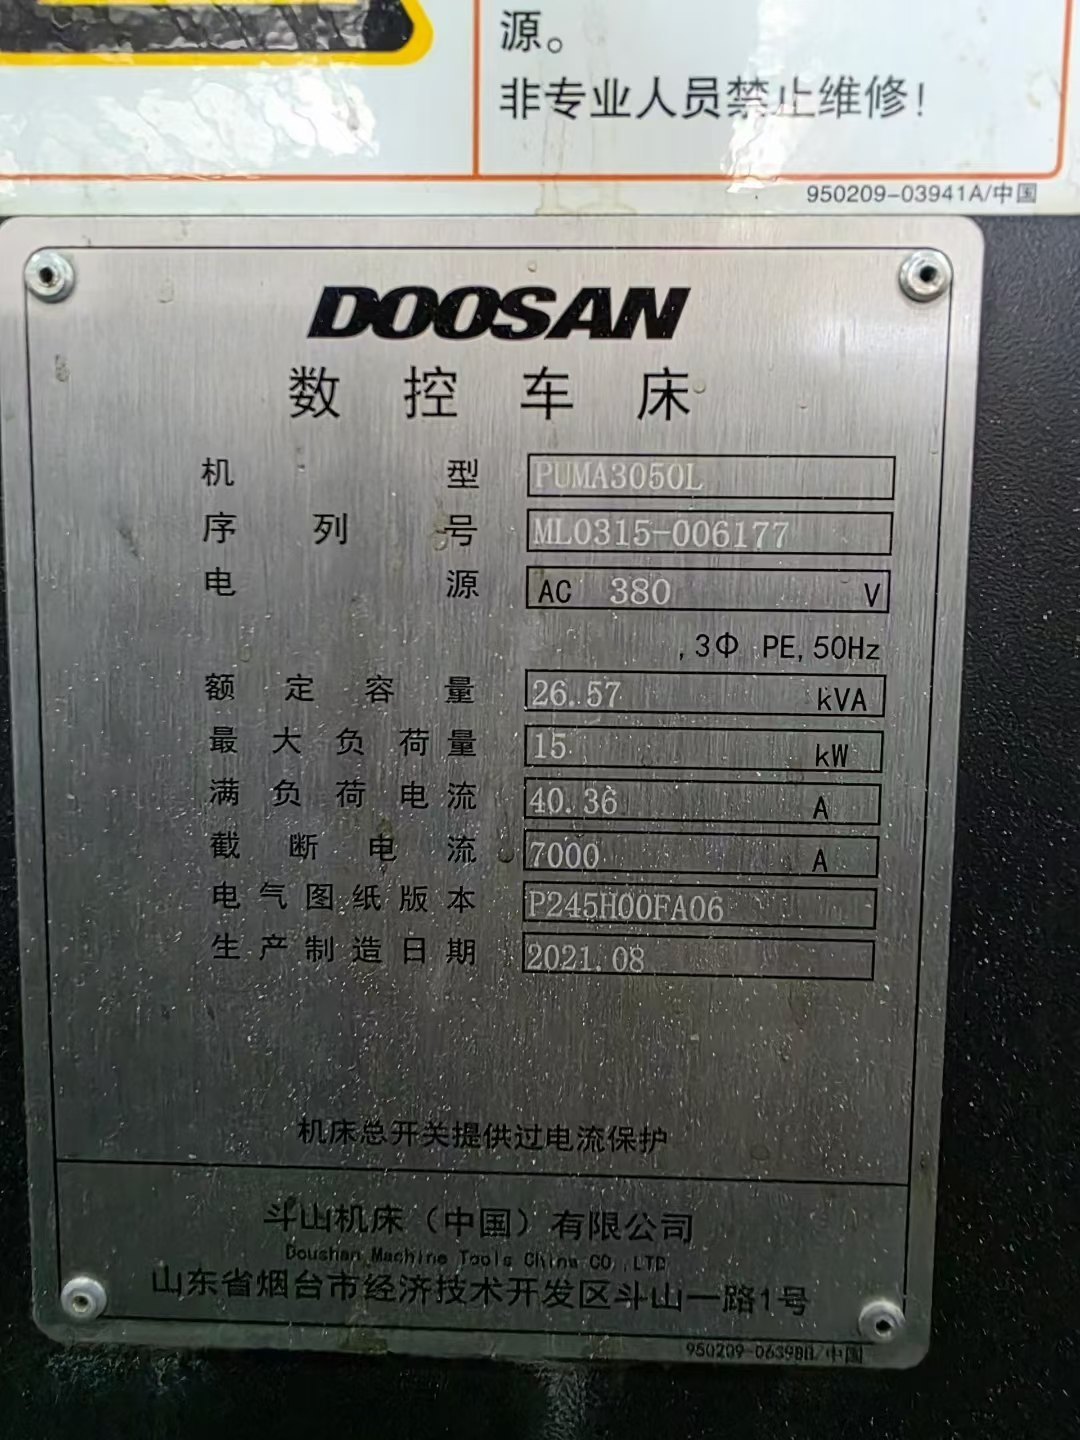 源。
非专业人员禁止维修！
950209-03941A/中国
DOOSAN
数控车床
机型 PUMA3050L
序列号 ML0315-006177
电源 AC 380 V
,3Φ PE,50Hz
额定容量 26.57 kVA
最大负荷量 15 kW
满负荷电流 40.36 A
截断电流 7000 A
电气图纸版本 P245H00FA06
生产制造日期 2021.08
机床总开关提供过电流保护
斗山机床（中国）有限公司
Doushan Machine Tools China CO.,LTD
山东省烟台市经济技术开发区斗山一路1号
/中国